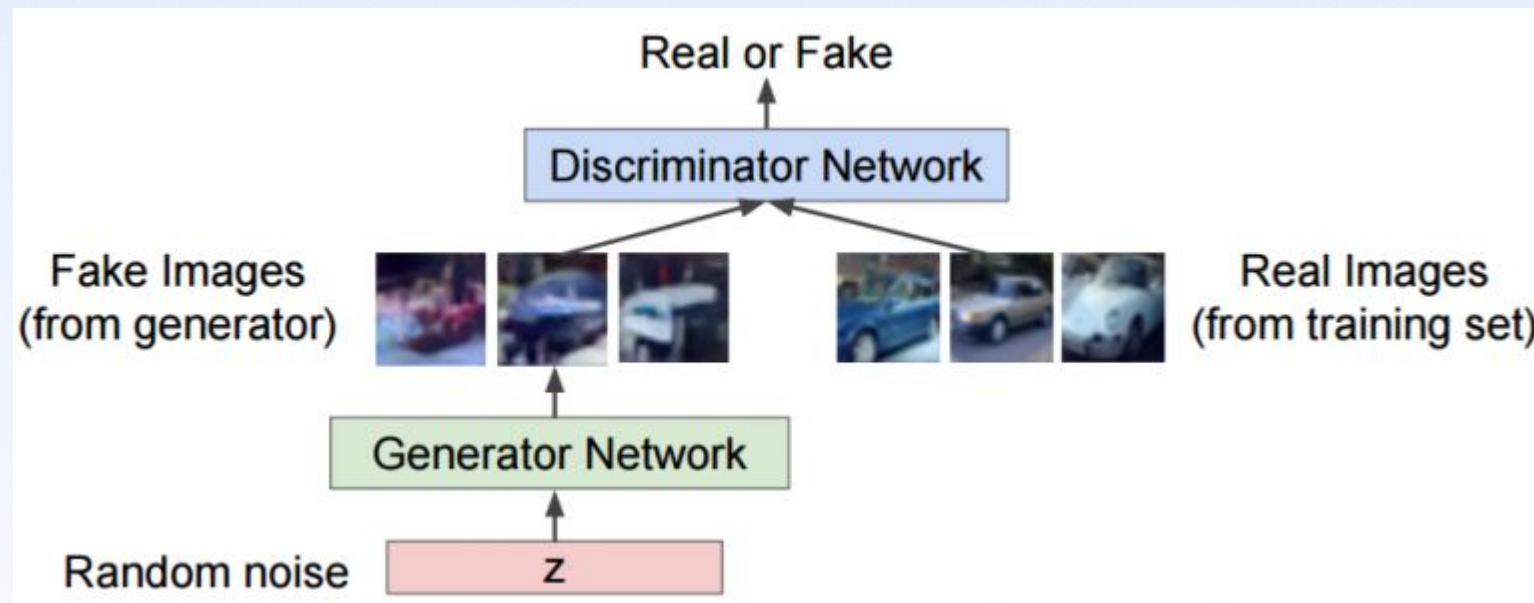 Real or Fake
Discriminator Network
Fake Images
(from generator)
Real Images
(from training set)
Generator Network
Random noise
z